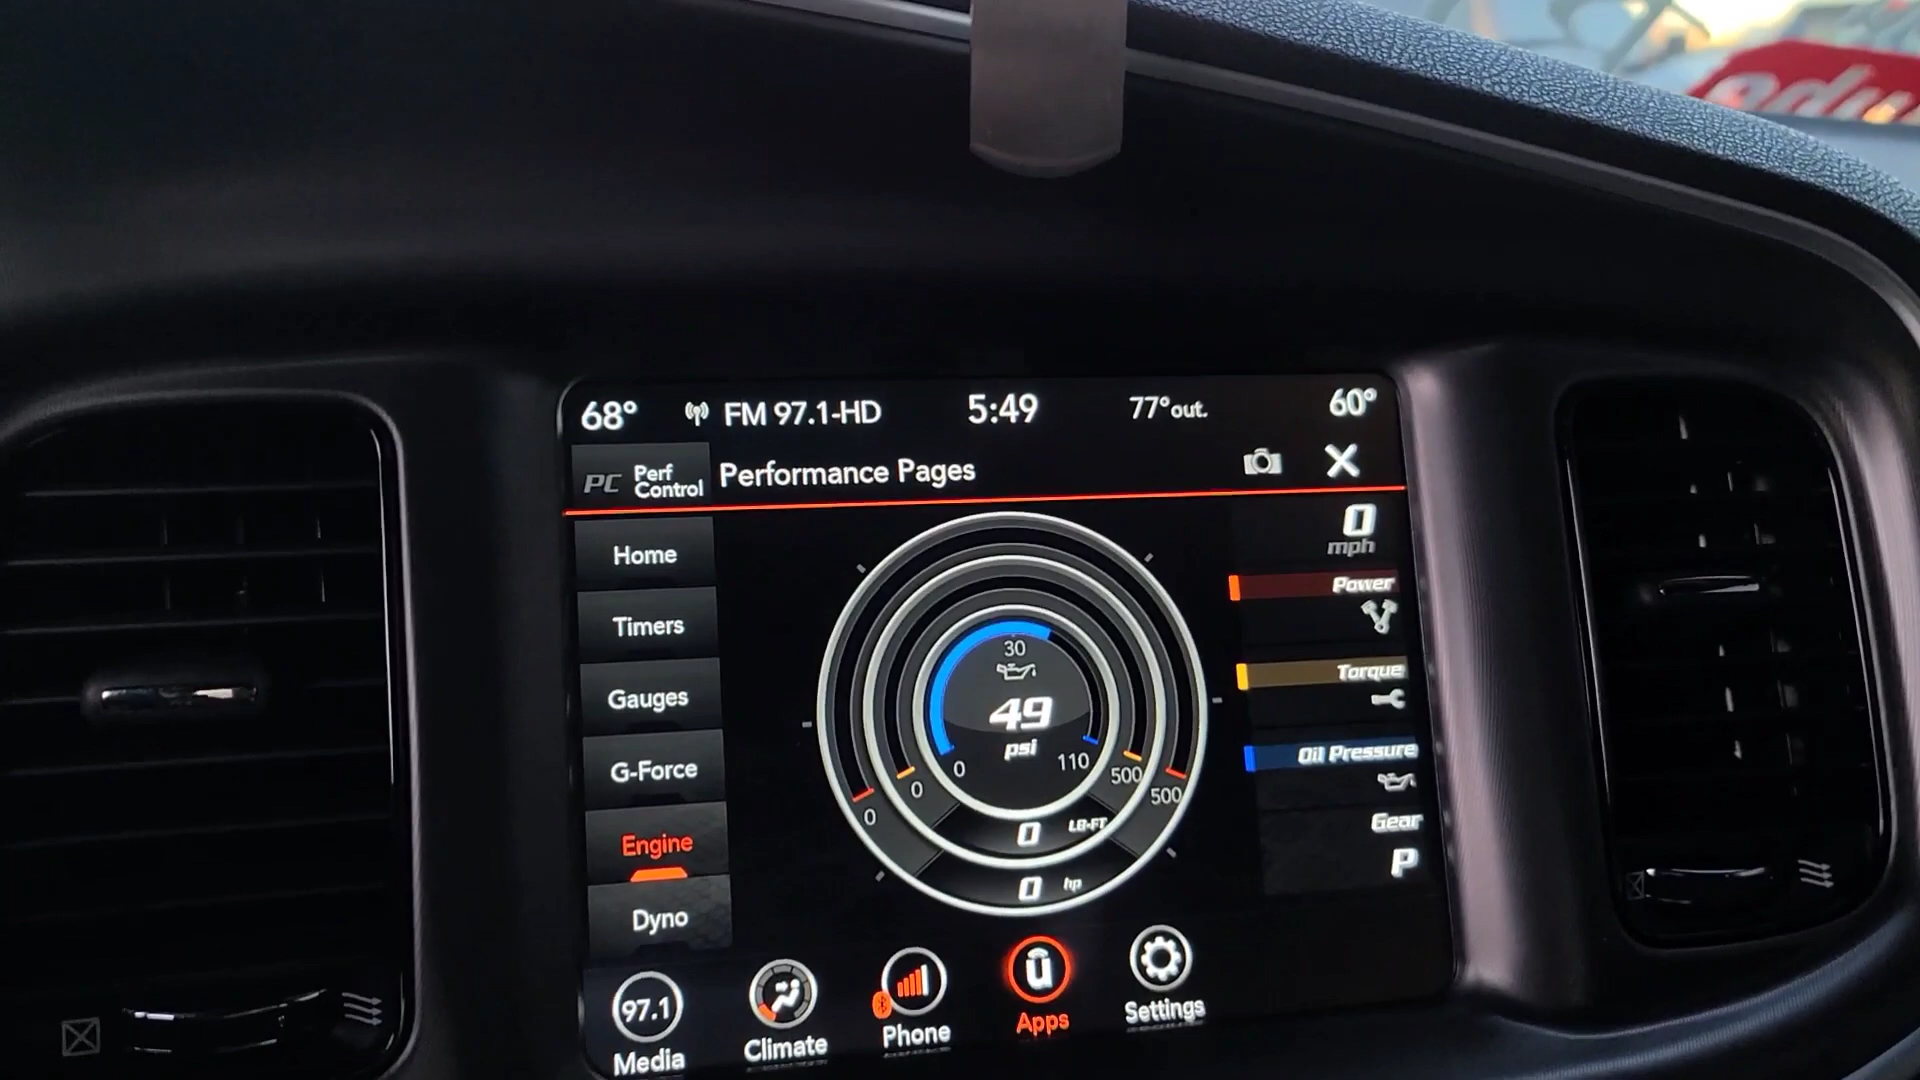 68° FM 97.1-HD 5:49 77°out. 60°
PC Perf Control
Performance Pages
Home
Timers
Gauges
G-Force
Engine
Dyno
30
49
psi
0 110
0 500
0 500
0 LB-FT
0 hp
0
mph
Power
Torque
Oil Pressure
Gear
P
97.1
Media
Climate
Phone
Apps
Settings